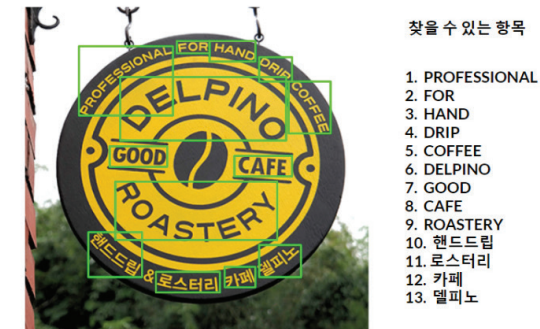 PROFESSIONAL FOR HAND DRIP COFFEE
DELPINO
GOOD CAFE
ROASTERY
핸드드립 & 로스터리 카페 델피노
찾을 수 있는 항목
1. PROFESSIONAL
2. FOR
3. HAND
4. DRIP
5. COFFEE
6. DELPINO
7. GOOD
8. CAFE
9. ROASTERY
10. 핸드드립
11. 로스터리
12. 카페
13. 델피노